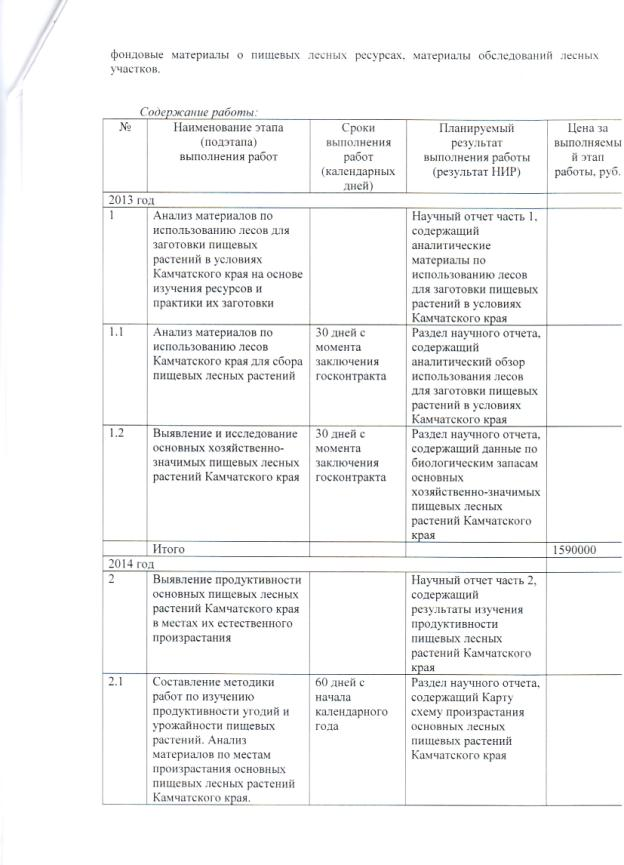 фондовые материалы о пищевых лесных ресурсах, материалы обследований лесных
участков.
Содержание работы:
№
Наименование этапа
(подэтапа)
выполнения работ
Сроки
выполнения
работ
(календарных
дней)
Планируемый
результат
выполнения работы
(результат НИР)
Цена за
выполняемы
й этап
работы, руб.
2013 год
1
Анализ материалов по
использованию лесов для
заготовки пищевых
растений в условиях
Камчатского края на основе
изучения ресурсов и
практики их заготовки
Научный отчет часть 1,
содержащий
аналитические
материалы по
использованию лесов
для заготовки пищевых
растений в условиях
Камчатского края
1.1
Анализ материалов по
использованию лесов
Камчатского края для сбора
пищевых лесных растений
30 дней с
момента
заключения
госконтракта
Раздел научного отчета,
содержащий
аналитический обзор
использования лесов
для заготовки пищевых
растений в условиях
Камчатского края
1.2
Выявление и исследование
основных хозяйственно-
значимых пищевых лесных
растений Камчатского края
30 дней с
момента
заключения
госконтракта
Раздел научного отчета,
содержащий данные по
биологическим запасам
основных
хозяйственно-значимых
пищевых лесных
растений Камчатского
края
Итого
1590000
2014 год
2
Выявление продуктивности
основных пищевых лесных
растений Камчатского края
в местах их естественного
произрастания
Научный отчет часть 2,
содержащий
результаты изучения
продуктивности
пищевых лесных
растений Камчатского
края
2.1
Составление методики
работ по изучению
продуктивности угодий и
урожайности пищевых
растений. Анализ
материалов по местам
произрастания основных
пищевых лесных растений
Камчатского края.
60 дней с
начала
календарного
года
Раздел научного отчета,
содержащий Карту
схему произрастания
основных лесных
пищевых растений
Камчатского края